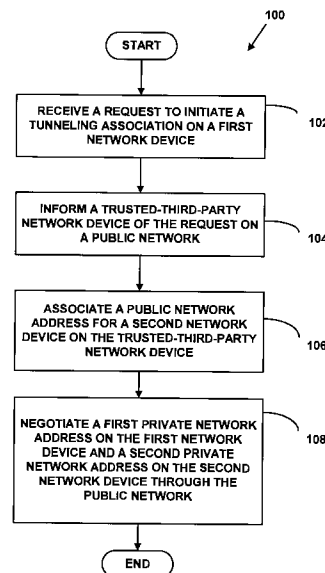 100
START
RECEIVE A REQUEST TO INITIATE A
TUNNELING ASSOCIATION ON A FIRST
NETWORK DEVICE
102
INFORM A TRUSTED-THIRD-PARTY
NETWORK DEVICE OF THE REQUEST ON
A PUBLIC NETWORK
104
ASSOCIATE A PUBLIC NETWORK
ADDRESS FOR A SECOND NETWORK
DEVICE ON THE TRUSTED-THIRD-PARTY
NETWORK DEVICE
106
NEGOTIATE A FIRST PRIVATE NETWORK
ADDRESS ON THE FIRST NETWORK
DEVICE AND A SECOND PRIVATE
NETWORK ADDRESS ON THE SECOND
NETWORK DEVICE THROUGH THE
PUBLIC NETWORK
108
END